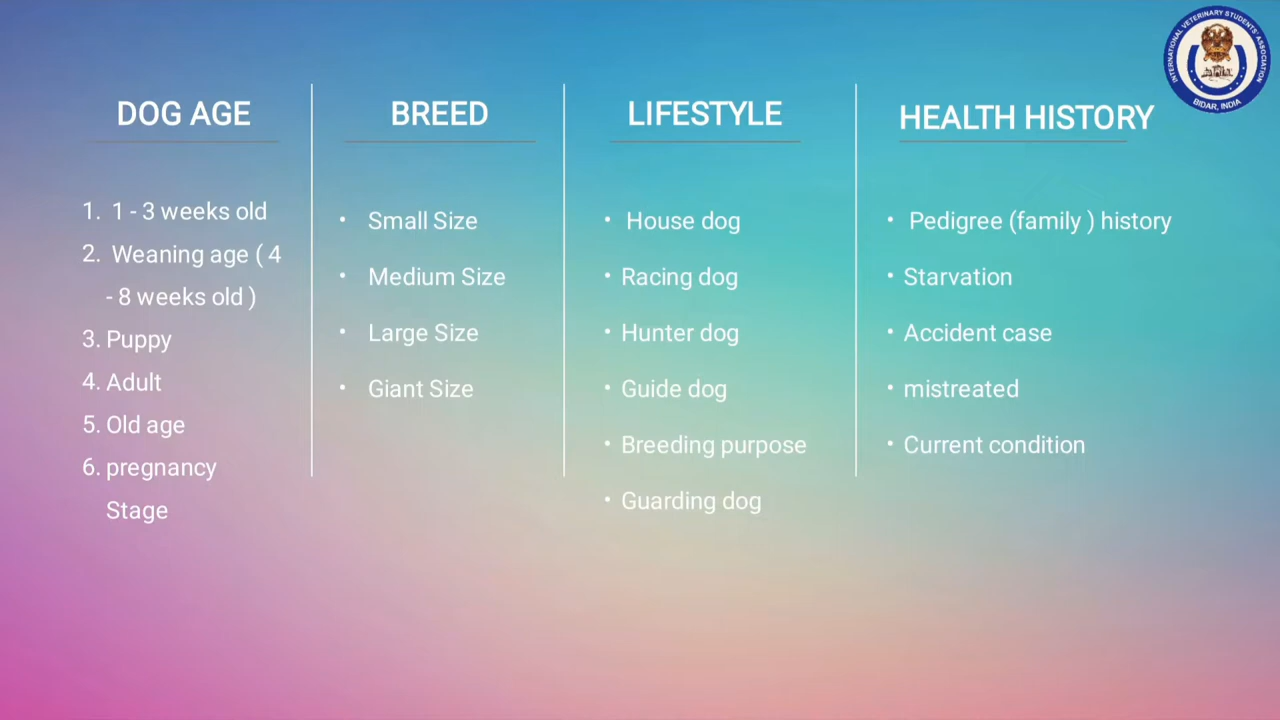 INTERNATIONAL VETERINARY STUDENTS' ASSOCIATION
BIDAR, INDIA
DOG AGE
1. 1 - 3 weeks old
2. Weaning age ( 4
- 8 weeks old )
3. Puppy
4. Adult
5. Old age
6. pregnancy
Stage
BREED
• Small Size
• Medium Size
• Large Size
• Giant Size
LIFESTYLE
• House dog
• Racing dog
• Hunter dog
• Guide dog
• Breeding purpose
• Guarding dog
HEALTH HISTORY
• Pedigree (family ) history
• Starvation
• Accident case
• mistreated
• Current condition